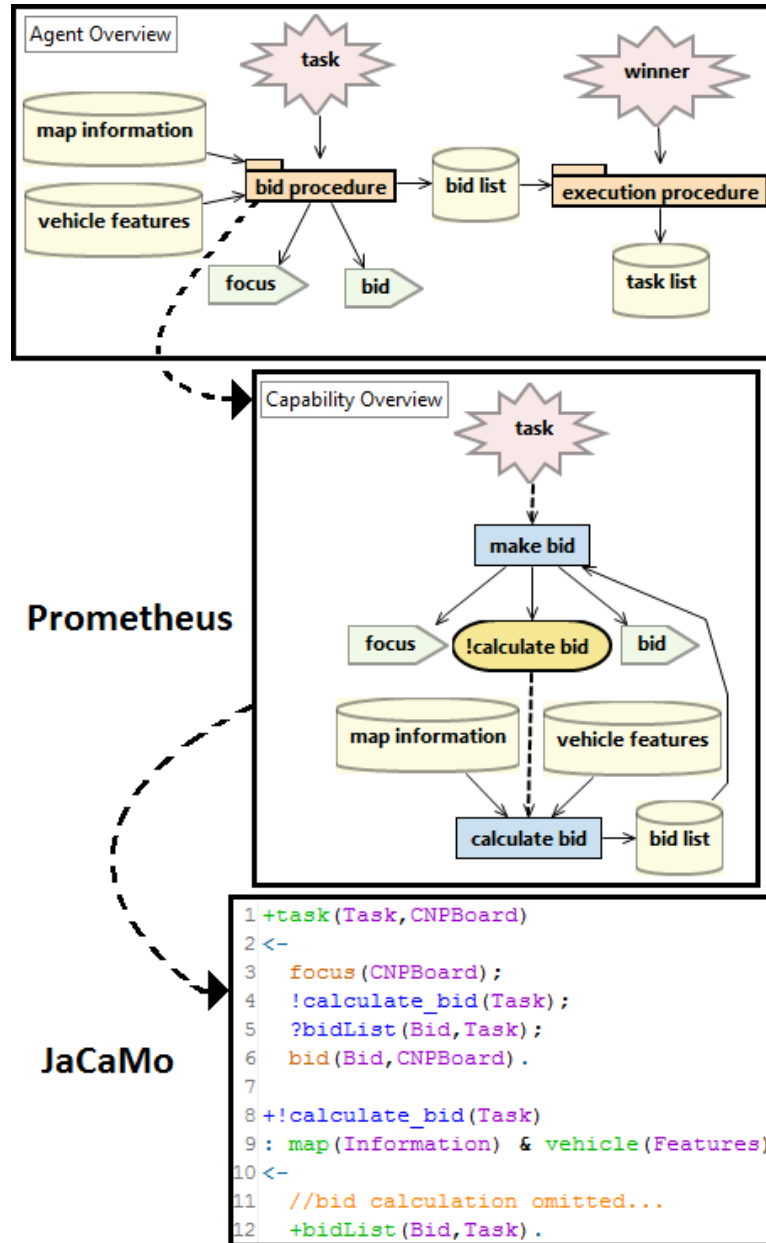 Agent Overview
task
winner
map information
bid procedure
bid list
execution procedure
vehicle features
focus
bid
task list
Capability Overview
task
make bid
Prometheus
focus
!calculate bid
bid
map information
vehicle features
calculate bid
bid list
JaCaMo
1 +task(Task,CNPBoard)
2 <-
3 focus(CNPBoard);
4 !calculate_bid(Task);
5 ?bidList(Bid,Task);
6 bid(Bid,CNPBoard).
7
8 +!calculate_bid(Task)
9 : map(Information) & vehicle(Features)
10 <-
11 //bid calculation omitted...
12 +bidList(Bid,Task).